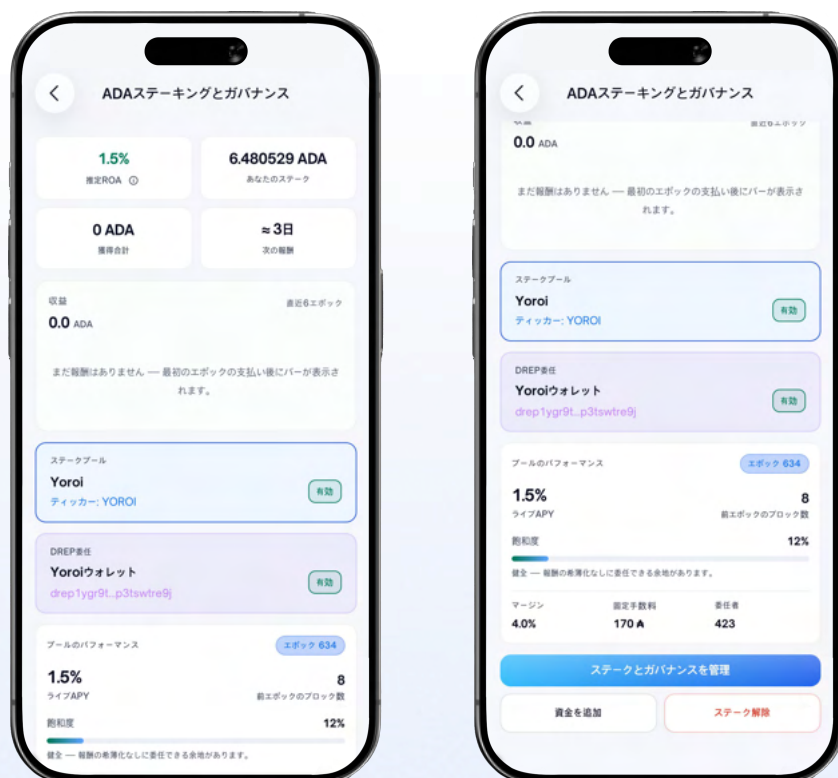 ADAステーキングとガバナンス
1.5%
推定ROA
6.480529 ADA
あなたのステーク
0 ADA
獲得合計
≈ 3日
次の報酬
収益
直近6エポック
0.0 ADA
まだ報酬はありません — 最初のエポックの支払い後にバーが表示さ
れます。
ステークプール
Yoroi
ティッカー: YOROI
有効
DREP委任
Yoroiウォレット
drep1ygr9t...p3tswtre9j
有効
プールのパフォーマンス
エポック 634
1.5%
ライブAPY
8
前エポックのブロック数
飽和度
12%
健全 — 報酬の希薄化なしに委任できる余地があります。
ADAステーキングとガバナンス
収益
直近6エポック
0.0 ADA
まだ報酬はありません — 最初のエポックの支払い後にバーが表示さ
れます。
ステークプール
Yoroi
ティッカー: YOROI
有効
DREP委任
Yoroiウォレット
drep1ygr9t...p3tswtre9j
有効
プールのパフォーマンス
エポック 634
1.5%
ライブAPY
8
前エポックのブロック数
飽和度
12%
健全 — 報酬の希薄化なしに委任できる余地があります。
マージン
4.0%
固定手数料
170 ₳
委任者
423
ステークとガバナンスを管理
資金を追加
ステーク解除